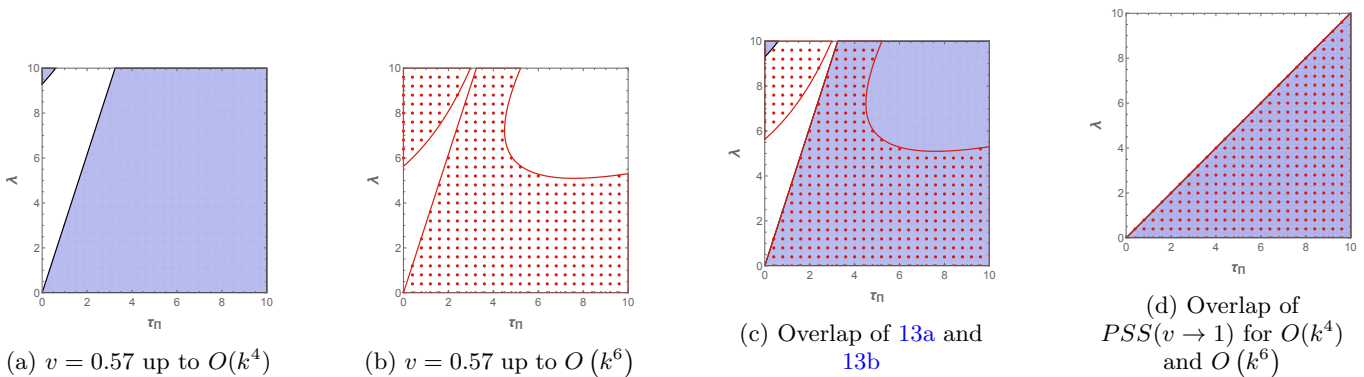 10
8
6
4
2
0
λ
0 2 4 6 8 10
τΠ
(a) v = 0.57 up to O(k⁴)
10
8
6
4
2
0
λ
0 2 4 6 8 10
τΠ
(b) v = 0.57 up to O (k⁶)
10
8
6
4
2
0
λ
0 2 4 6 8 10
τΠ
(c) Overlap of 13a and
13b
10
8
6
4
2
0
λ
0 2 4 6 8 10
τΠ
(d) Overlap of
PSS(v → 1) for O(k⁴)
and O (k⁶)